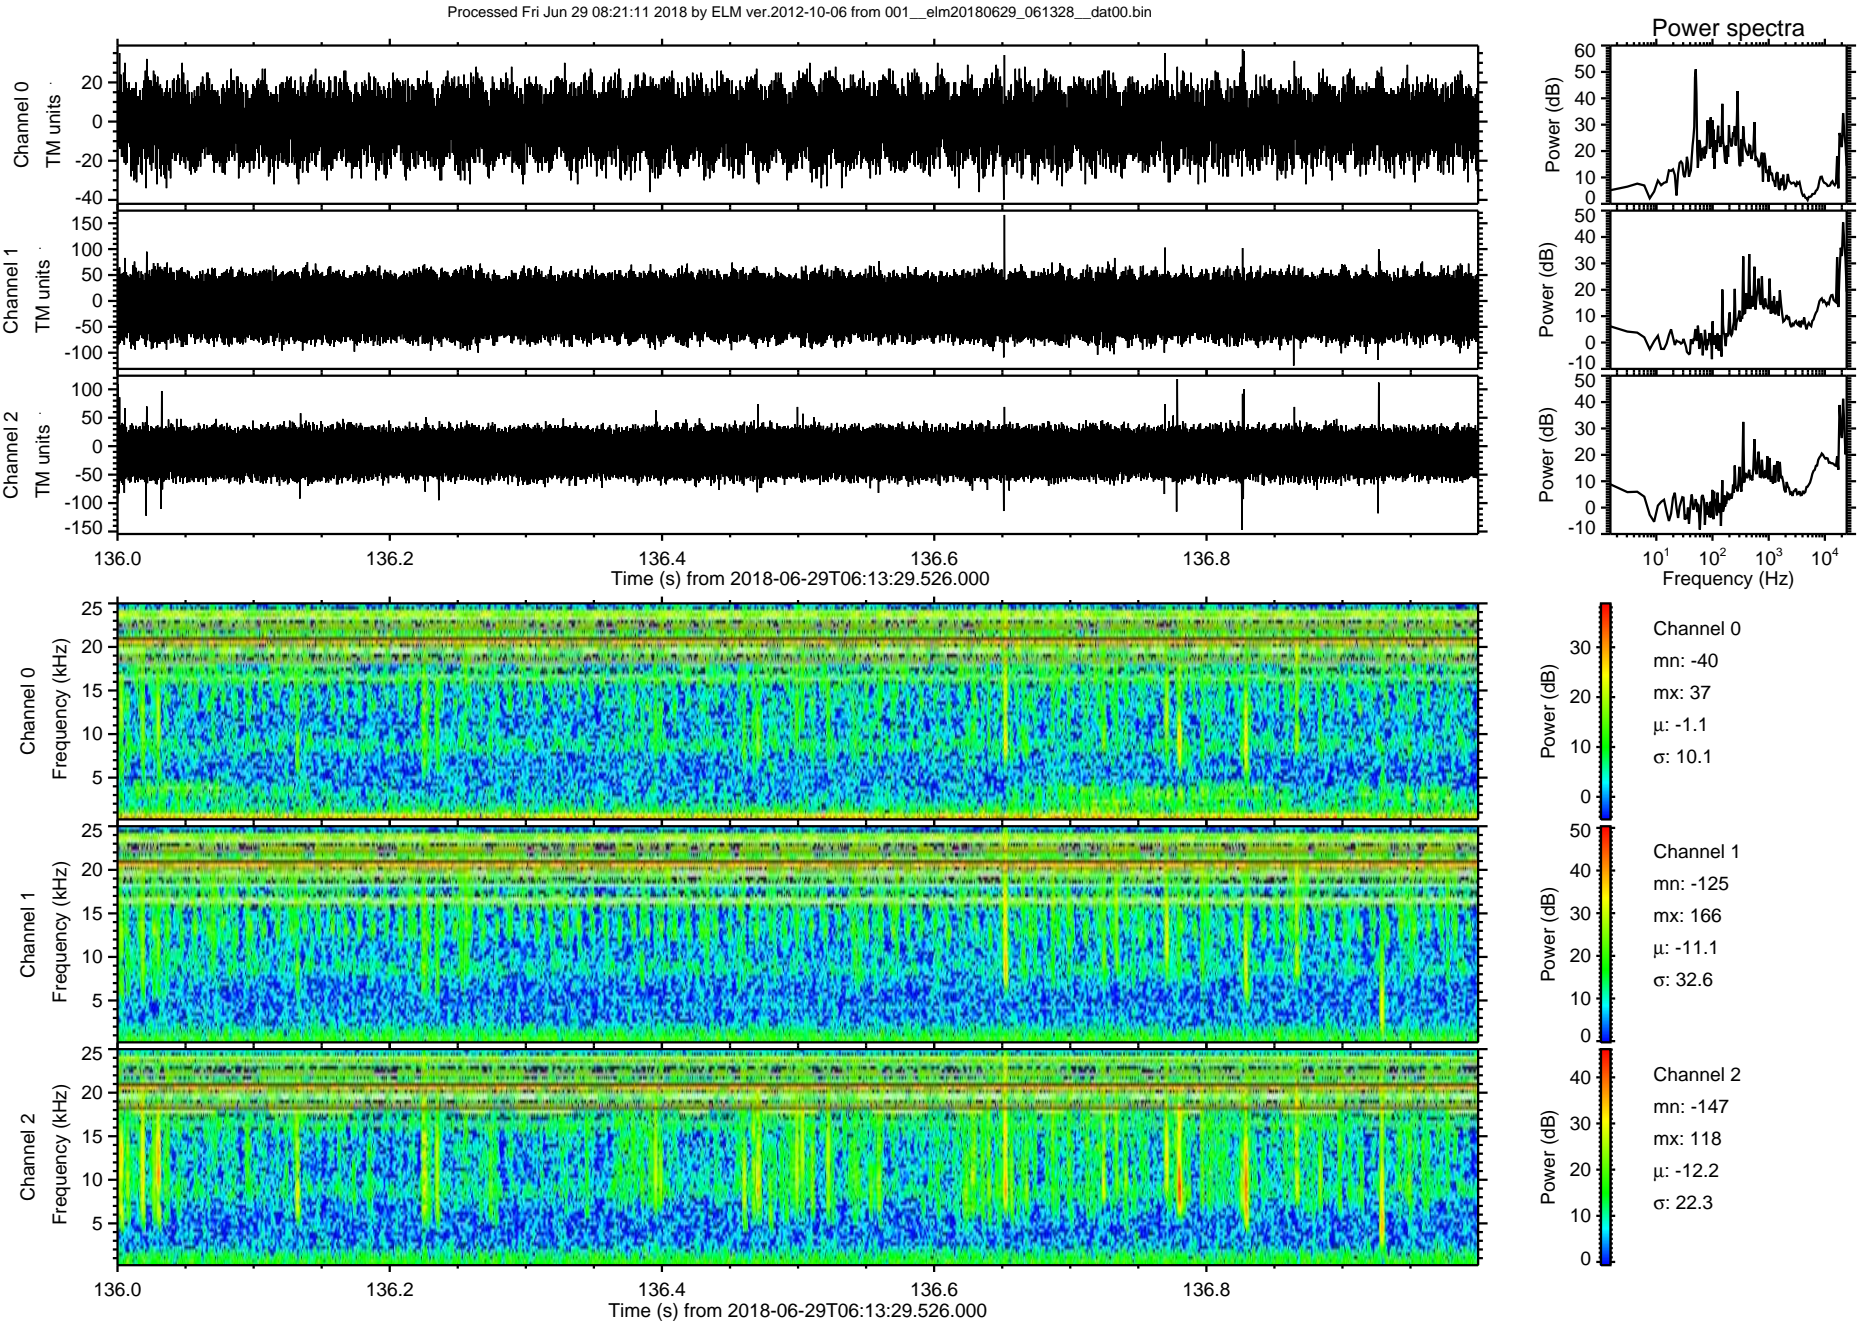 Processed Fri Jun 29 08:21:11 2018 by ELM ver.2012-10-06 from 001__elm20180629_061328__dat00.bin
Power spectra
Channel 0
TM units
20
0
-20
-40
Power (dB)
60
50
40
30
20
10
0
Channel 1
TM units
150
100
50
0
-50
-100
Power (dB)
50
40
30
20
10
0
-10
Channel 2
TM units
100
50
0
-50
-100
-150
Power (dB)
50
40
30
20
10
0
-10
136.0 136.2 136.4 136.6 136.8
Time (s) from 2018-06-29T06:13:29.526.000
10^1 10^2 10^3 10^4
Frequency (Hz)
Channel 0
Frequency (kHz)
25
20
15
10
5
Power (dB)
30
20
10
0
Channel 0
mn: -40
mx: 37
μ: -1.1
σ: 10.1
Channel 1
Frequency (kHz)
25
20
15
10
5
Power (dB)
50
40
30
20
10
0
Channel 1
mn: -125
mx: 166
μ: -11.1
σ: 32.6
Channel 2
Frequency (kHz)
25
20
15
10
5
Power (dB)
40
30
20
10
0
Channel 2
mn: -147
mx: 118
μ: -12.2
σ: 22.3
136.0 136.2 136.4 136.6 136.8
Time (s) from 2018-06-29T06:13:29.526.000